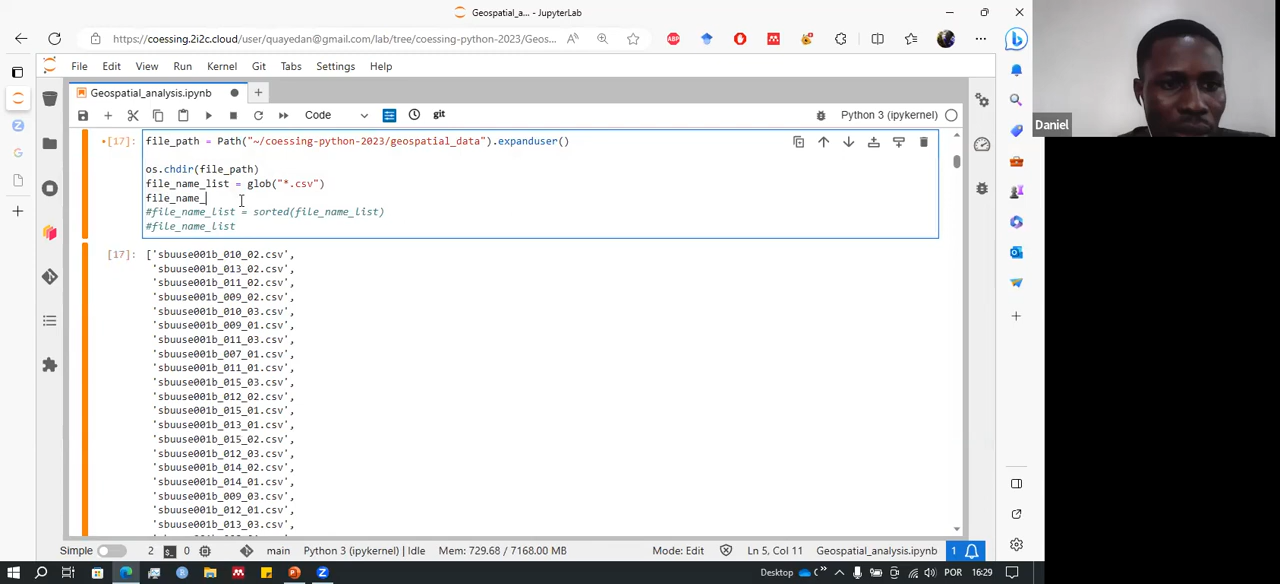 Geospatial_a... - JupyterLab
https://coessing.2i2c.cloud/user/quayedan@gmail.com/lab/tree/coessing-python-2023/Geos...
ABP
File Edit View Run Kernel Git Tabs Settings Help
Geospatial_analysis.ipynb
Code
git
Python 3 (ipykernel)
Daniel
[17]:
file_path = Path("~/coessing-python-2023/geospatial_data").expanduser()
os.chdir(file_path)
file_name_list = glob("*.csv")
file_name_
#file_name_list = sorted(file_name_list)
#file_name_list
[17]: ['sbuuse001b_010_02.csv',
'sbuuse001b_013_02.csv',
'sbuuse001b_011_02.csv',
'sbuuse001b_009_02.csv',
'sbuuse001b_010_03.csv',
'sbuuse001b_009_01.csv',
'sbuuse001b_011_03.csv',
'sbuuse001b_007_01.csv',
'sbuuse001b_011_01.csv',
'sbuuse001b_015_03.csv',
'sbuuse001b_012_02.csv',
'sbuuse001b_015_01.csv',
'sbuuse001b_013_01.csv',
'sbuuse001b_015_02.csv',
'sbuuse001b_012_03.csv',
'sbuuse001b_014_02.csv',
'sbuuse001b_009_03.csv',
'sbuuse001b_012_01.csv',
'sbuuse001b_013_03.csv',
Simple 2 0 main Python 3 (ipykernel) | Idle Mem: 729.68 / 7168.00 MB Mode: Edit Ln 5, Col 11 Geospatial_analysis.ipynb 1
Desktop POR 16:29